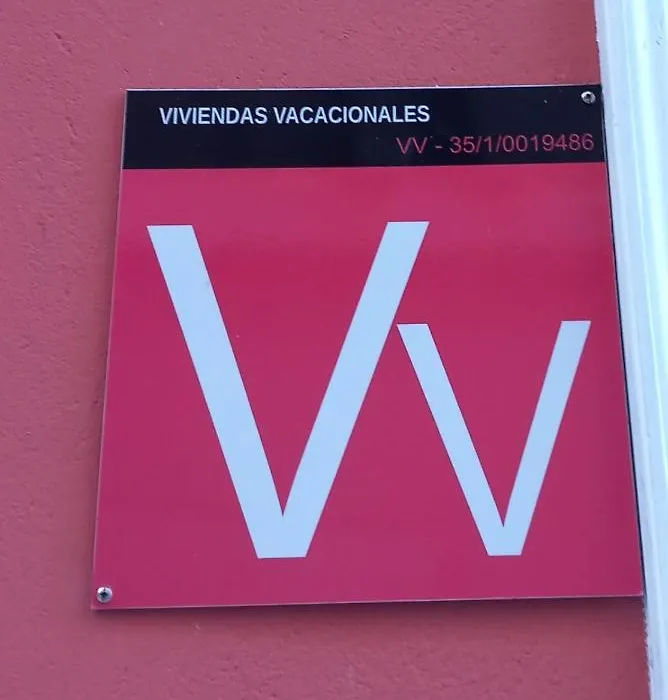 VIVIENDAS VACACIONALES
VV - 35/1/0019486
Vv